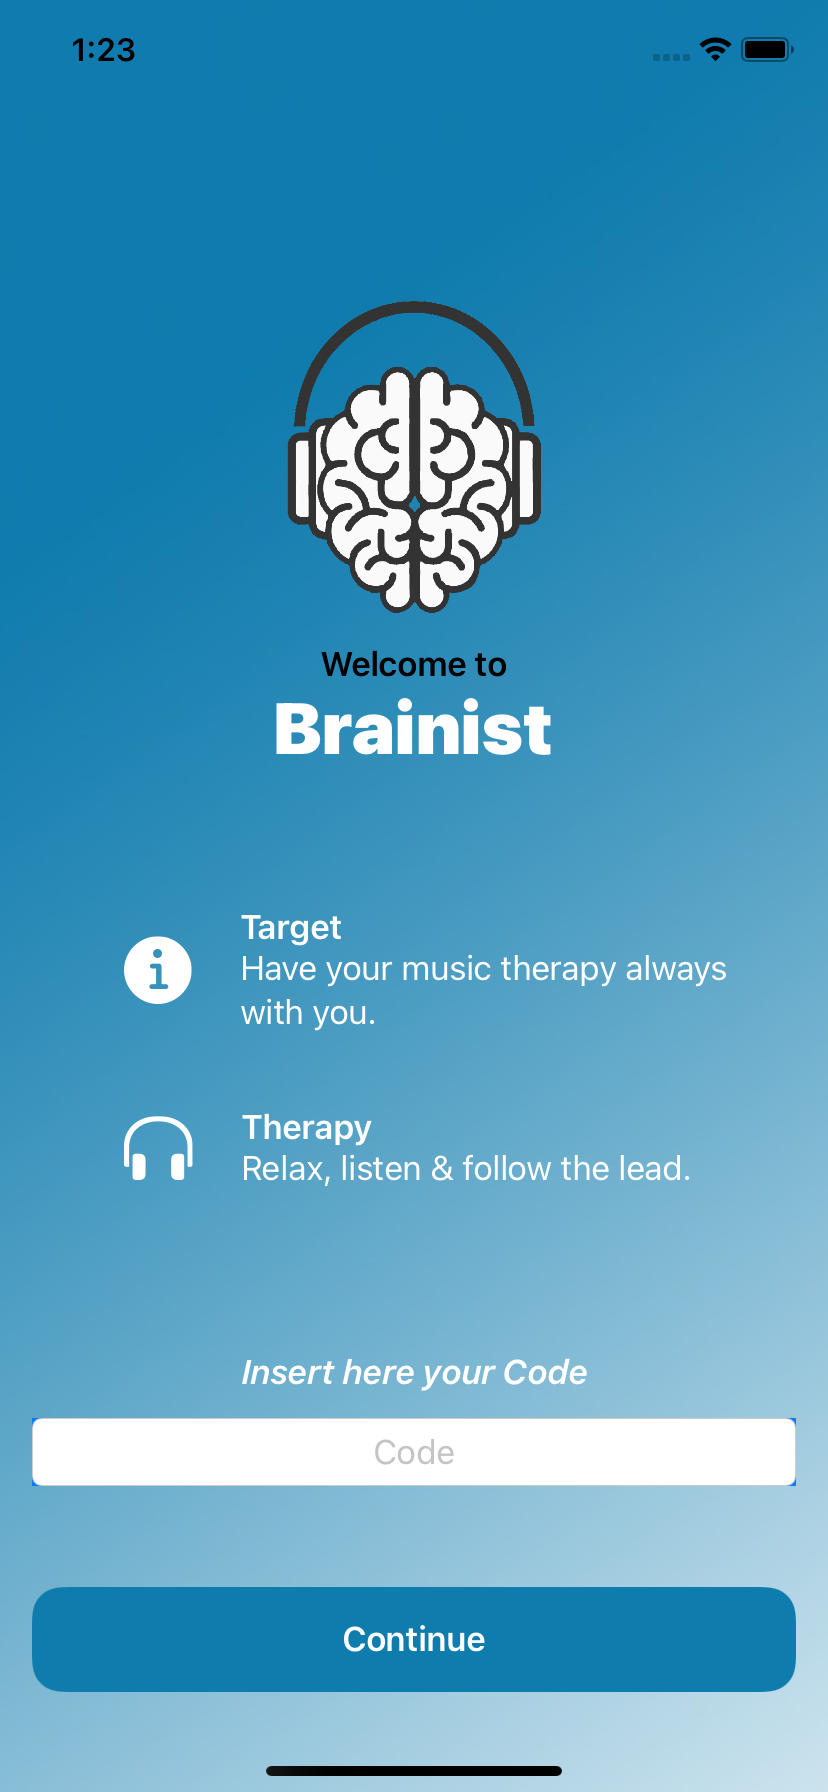 1:23
Welcome to
Brainist
Target
Have your music therapy always
with you.
Therapy
Relax, listen & follow the lead.
Insert here your Code
Code
Continue